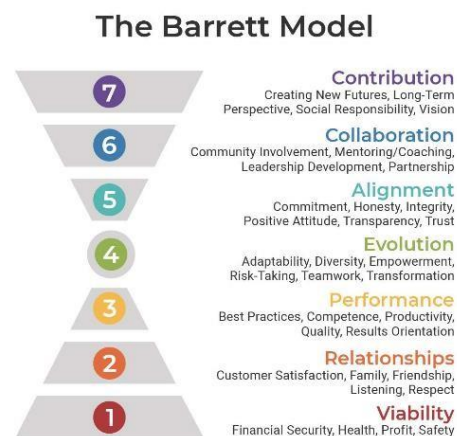 The Barrett Model
7
Contribution
Creating New Futures, Long-Term
Perspective, Social Responsibility, Vision
6
Collaboration
Community Involvement, Mentoring/Coaching,
Leadership Development, Partnership
5
Alignment
Commitment, Honesty, Integrity,
Positive Attitude, Transparency, Trust
4
Evolution
Adaptability, Diversity, Empowerment,
Risk-Taking, Teamwork, Transformation
3
Performance
Best Practices, Competence, Productivity,
Quality, Results Orientation
2
Relationships
Customer Satisfaction, Family, Friendship,
Listening, Respect
1
Viability
Financial Security, Health, Profit, Safety